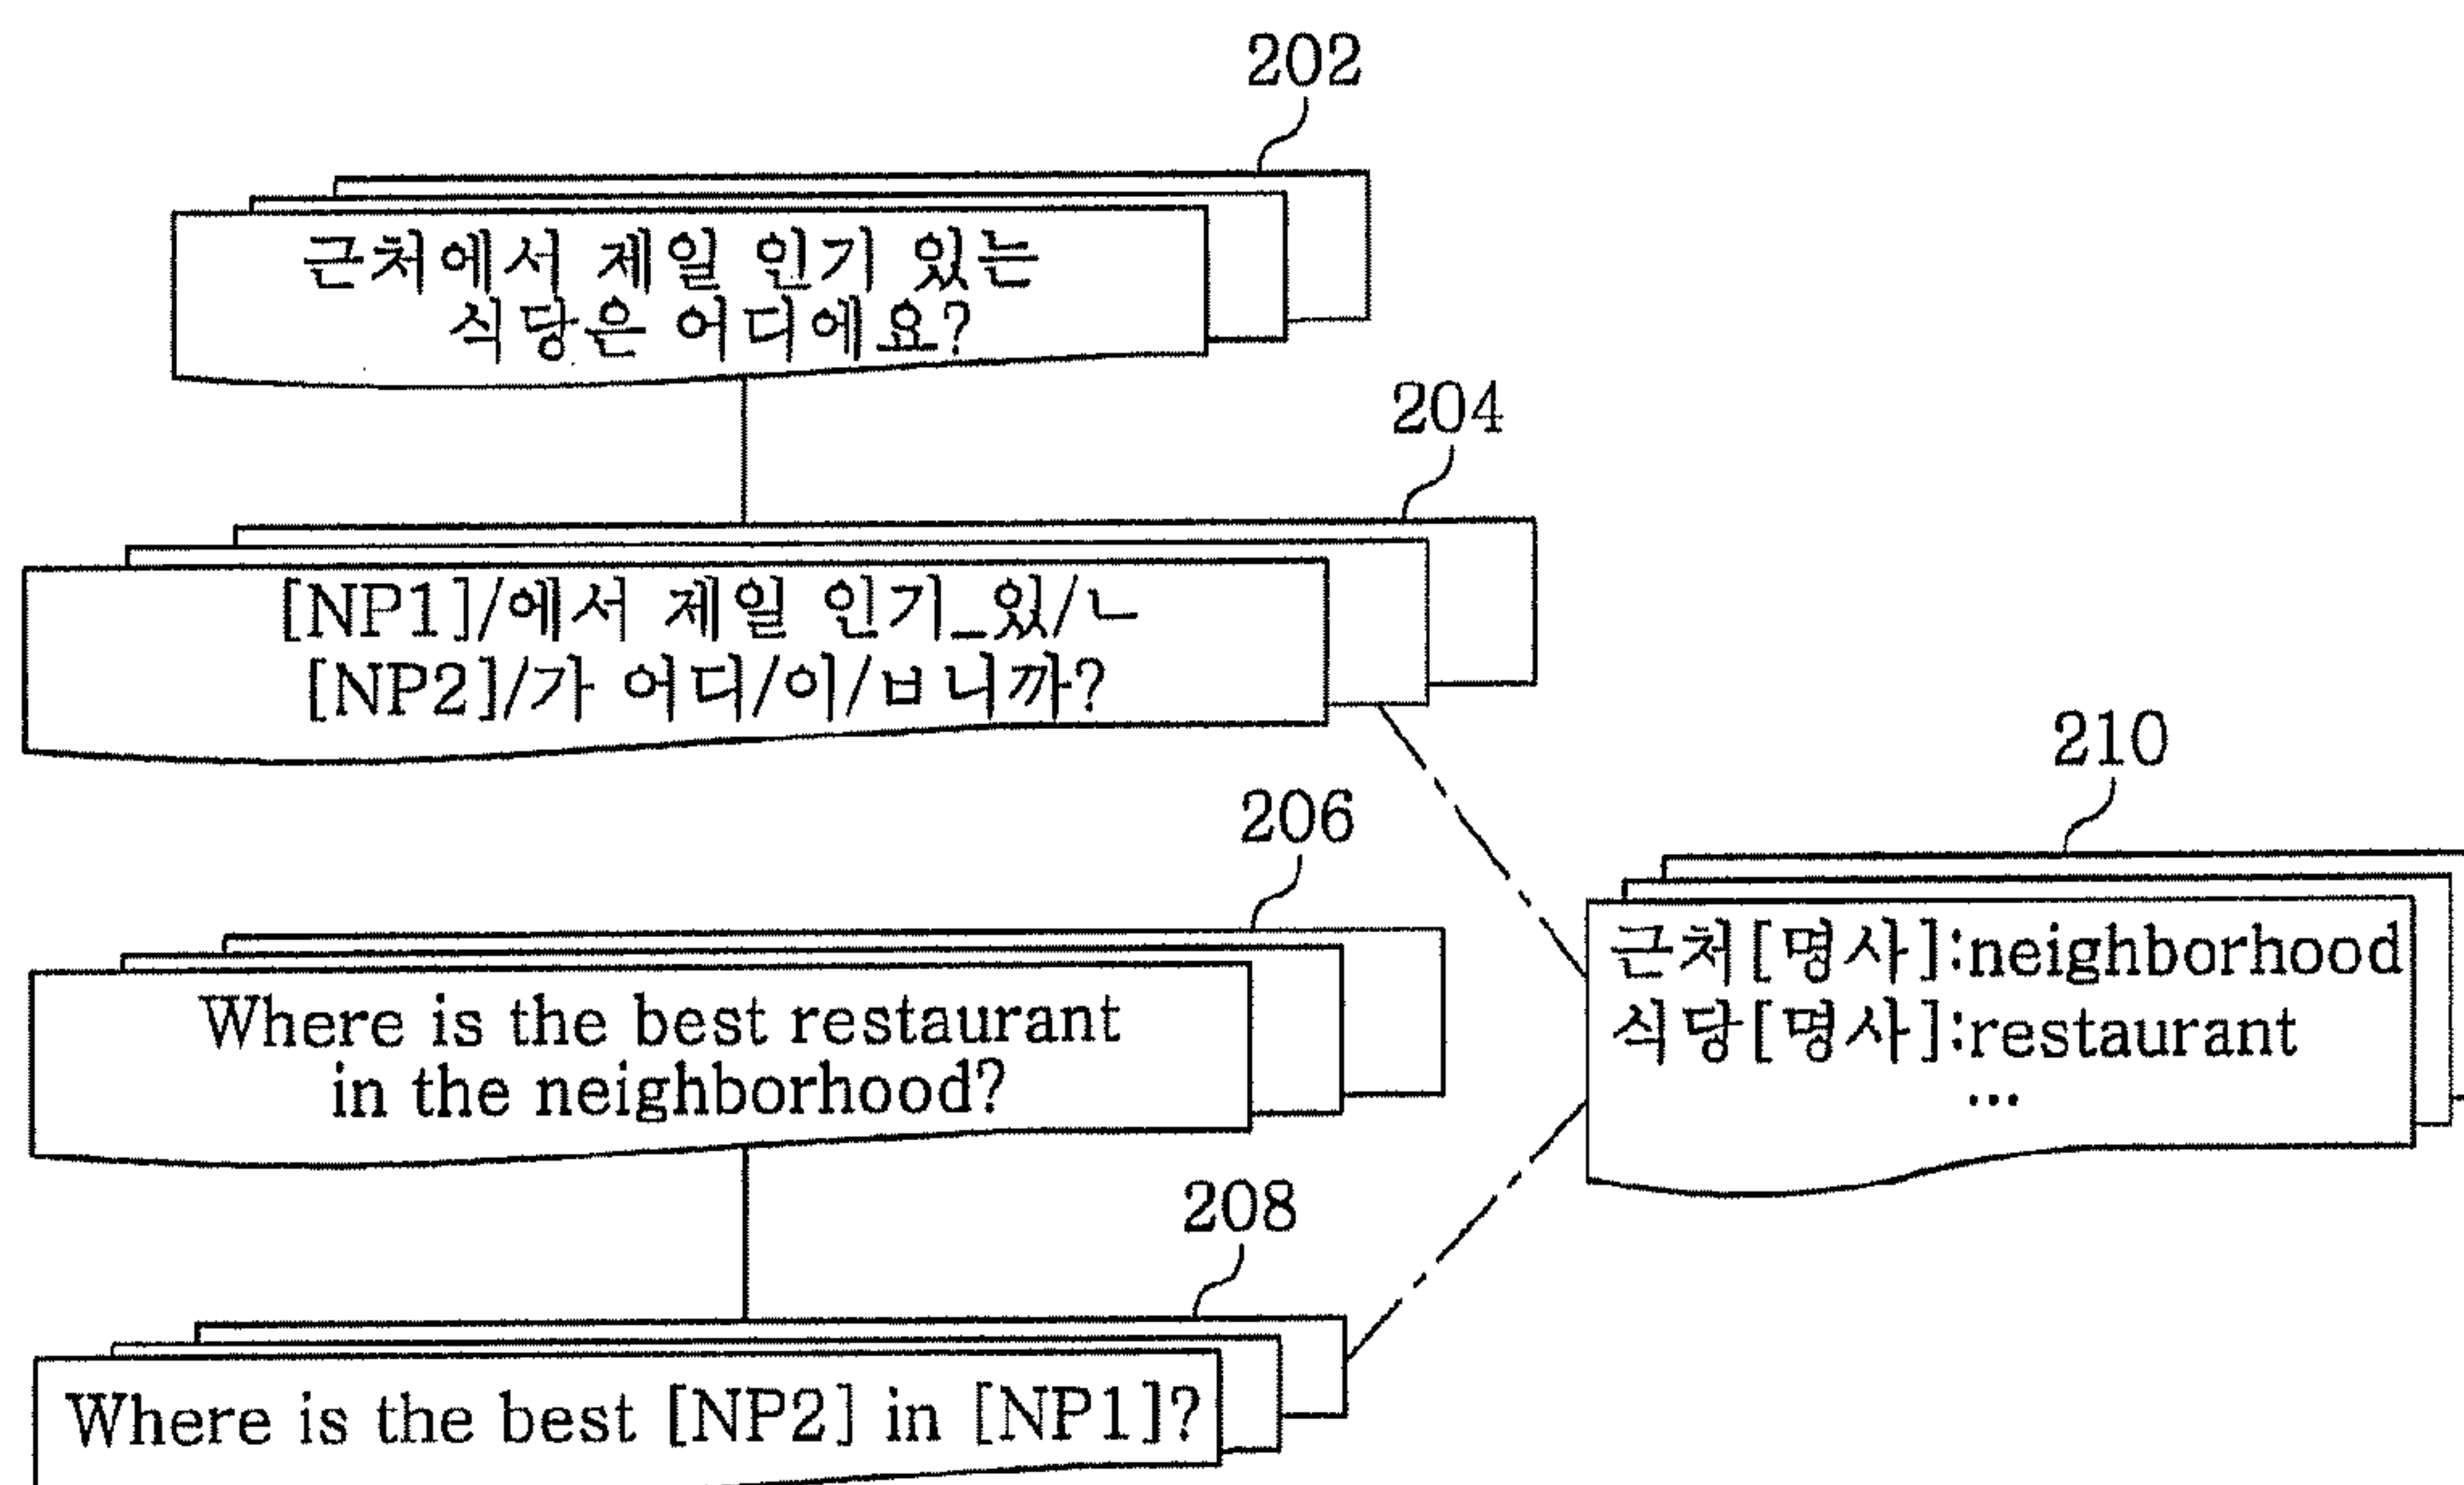 202
근처에서 제일 인기 있는
식당은 어디에요?
204
[NP1]/에서 제일 인기_있/ㄴ
[NP2]/가 어디/이/ㅂ니까?
206
Where is the best restaurant
in the neighborhood?
210
근처[명사]:neighborhood
식당[명사]:restaurant
...
208
Where is the best [NP2] in [NP1]?